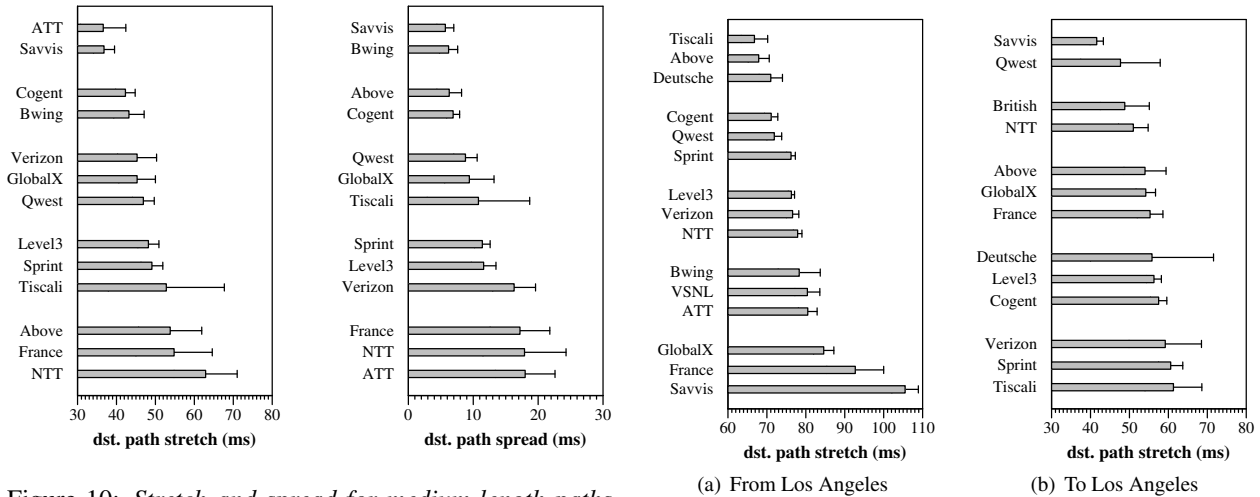 ATT
Savvis
Cogent
Bwing
Verizon
GlobalX
Qwest
Level3
Sprint
Tiscali
Above
France
NTT
30 40 50 60 70 80
dst. path stretch (ms)
Savvis
Bwing
Above
Cogent
Qwest
GlobalX
Tiscali
Sprint
Level3
Verizon
France
NTT
ATT
0 10 20 30
dst. path spread (ms)
Tiscali
Above
Deutsche
Cogent
Qwest
Sprint
Level3
Verizon
NTT
Bwing
VSNL
ATT
GlobalX
France
Savvis
60 70 80 90 100 110
dst. path stretch (ms)
(a) From Los Angeles
Savvis
Qwest
British
NTT
Above
GlobalX
France
Deutsche
Level3
Cogent
Verizon
Sprint
Tiscali
30 40 50 60 70 80
dst. path stretch (ms)
(b) To Los Angeles
Figure 10: Stretch and spread for medium length paths